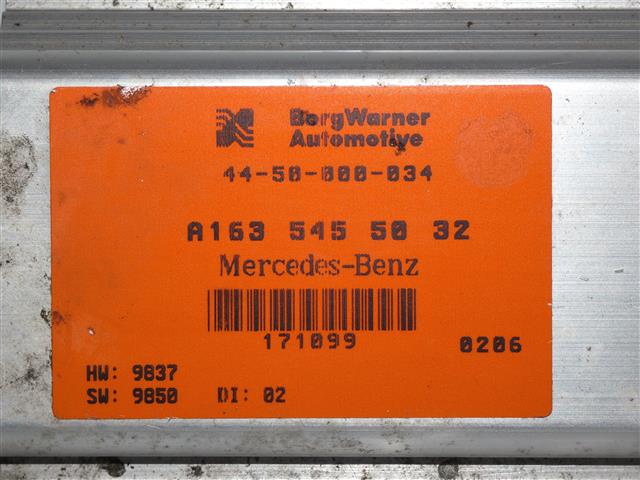 BorgWarner
Automotive
44-50-000-034
A163 545 50 32
Mercedes-Benz
171099
0206
HW: 9837
SW: 9850 DI: 02